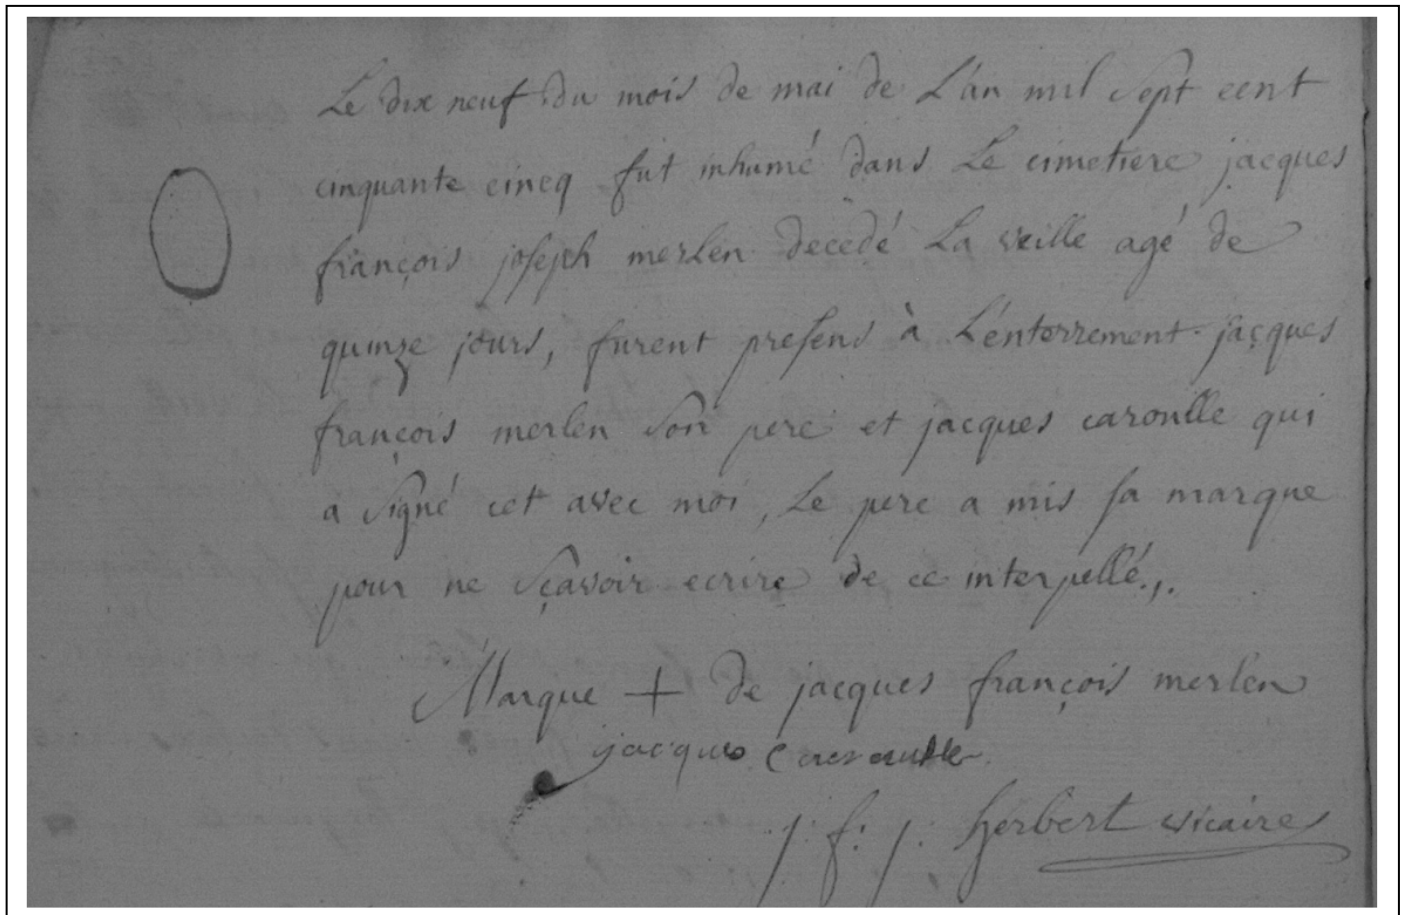 Le dix neuf du mois de mai de L'an mil sept cent
cinquante cincq fut inhumé dans Le cimetiere jacques
françois joseph merlen decedé La veille agé de
quinze jours, furent presens à L'énterrement jacques
françois merlen son pere et jacques caroulle qui
a signé cet avec moi, Le pere a mis sa marque
pour ne sçavoir ecrire de ce interpellé.,.
Marque + de jacques françois merlen
jacque
j: f: j: herbert vicaire